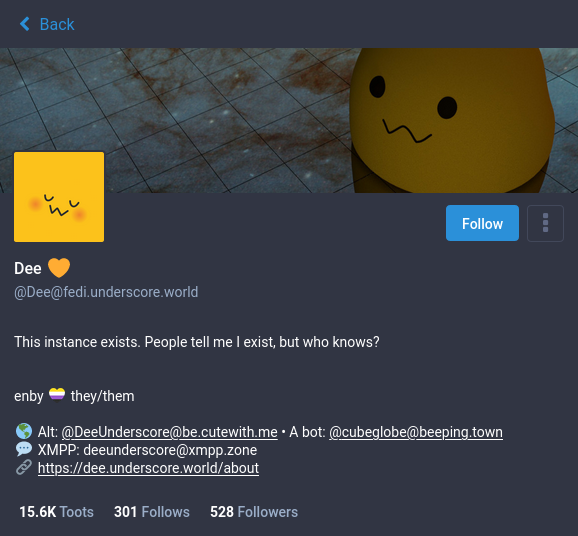 Back
Follow
Dee 🧡
@Dee@fedi.underscore.world
This instance exists. People tell me I exist, but who knows?
enby they/them
Alt: @DeeUnderscore@be.cutewith.me • A bot: @cubeglobe@beeping.town
XMPP: deeunderscore@xmpp.zone
https://dee.underscore.world/about
15.6K Toots 301 Follows 528 Followers